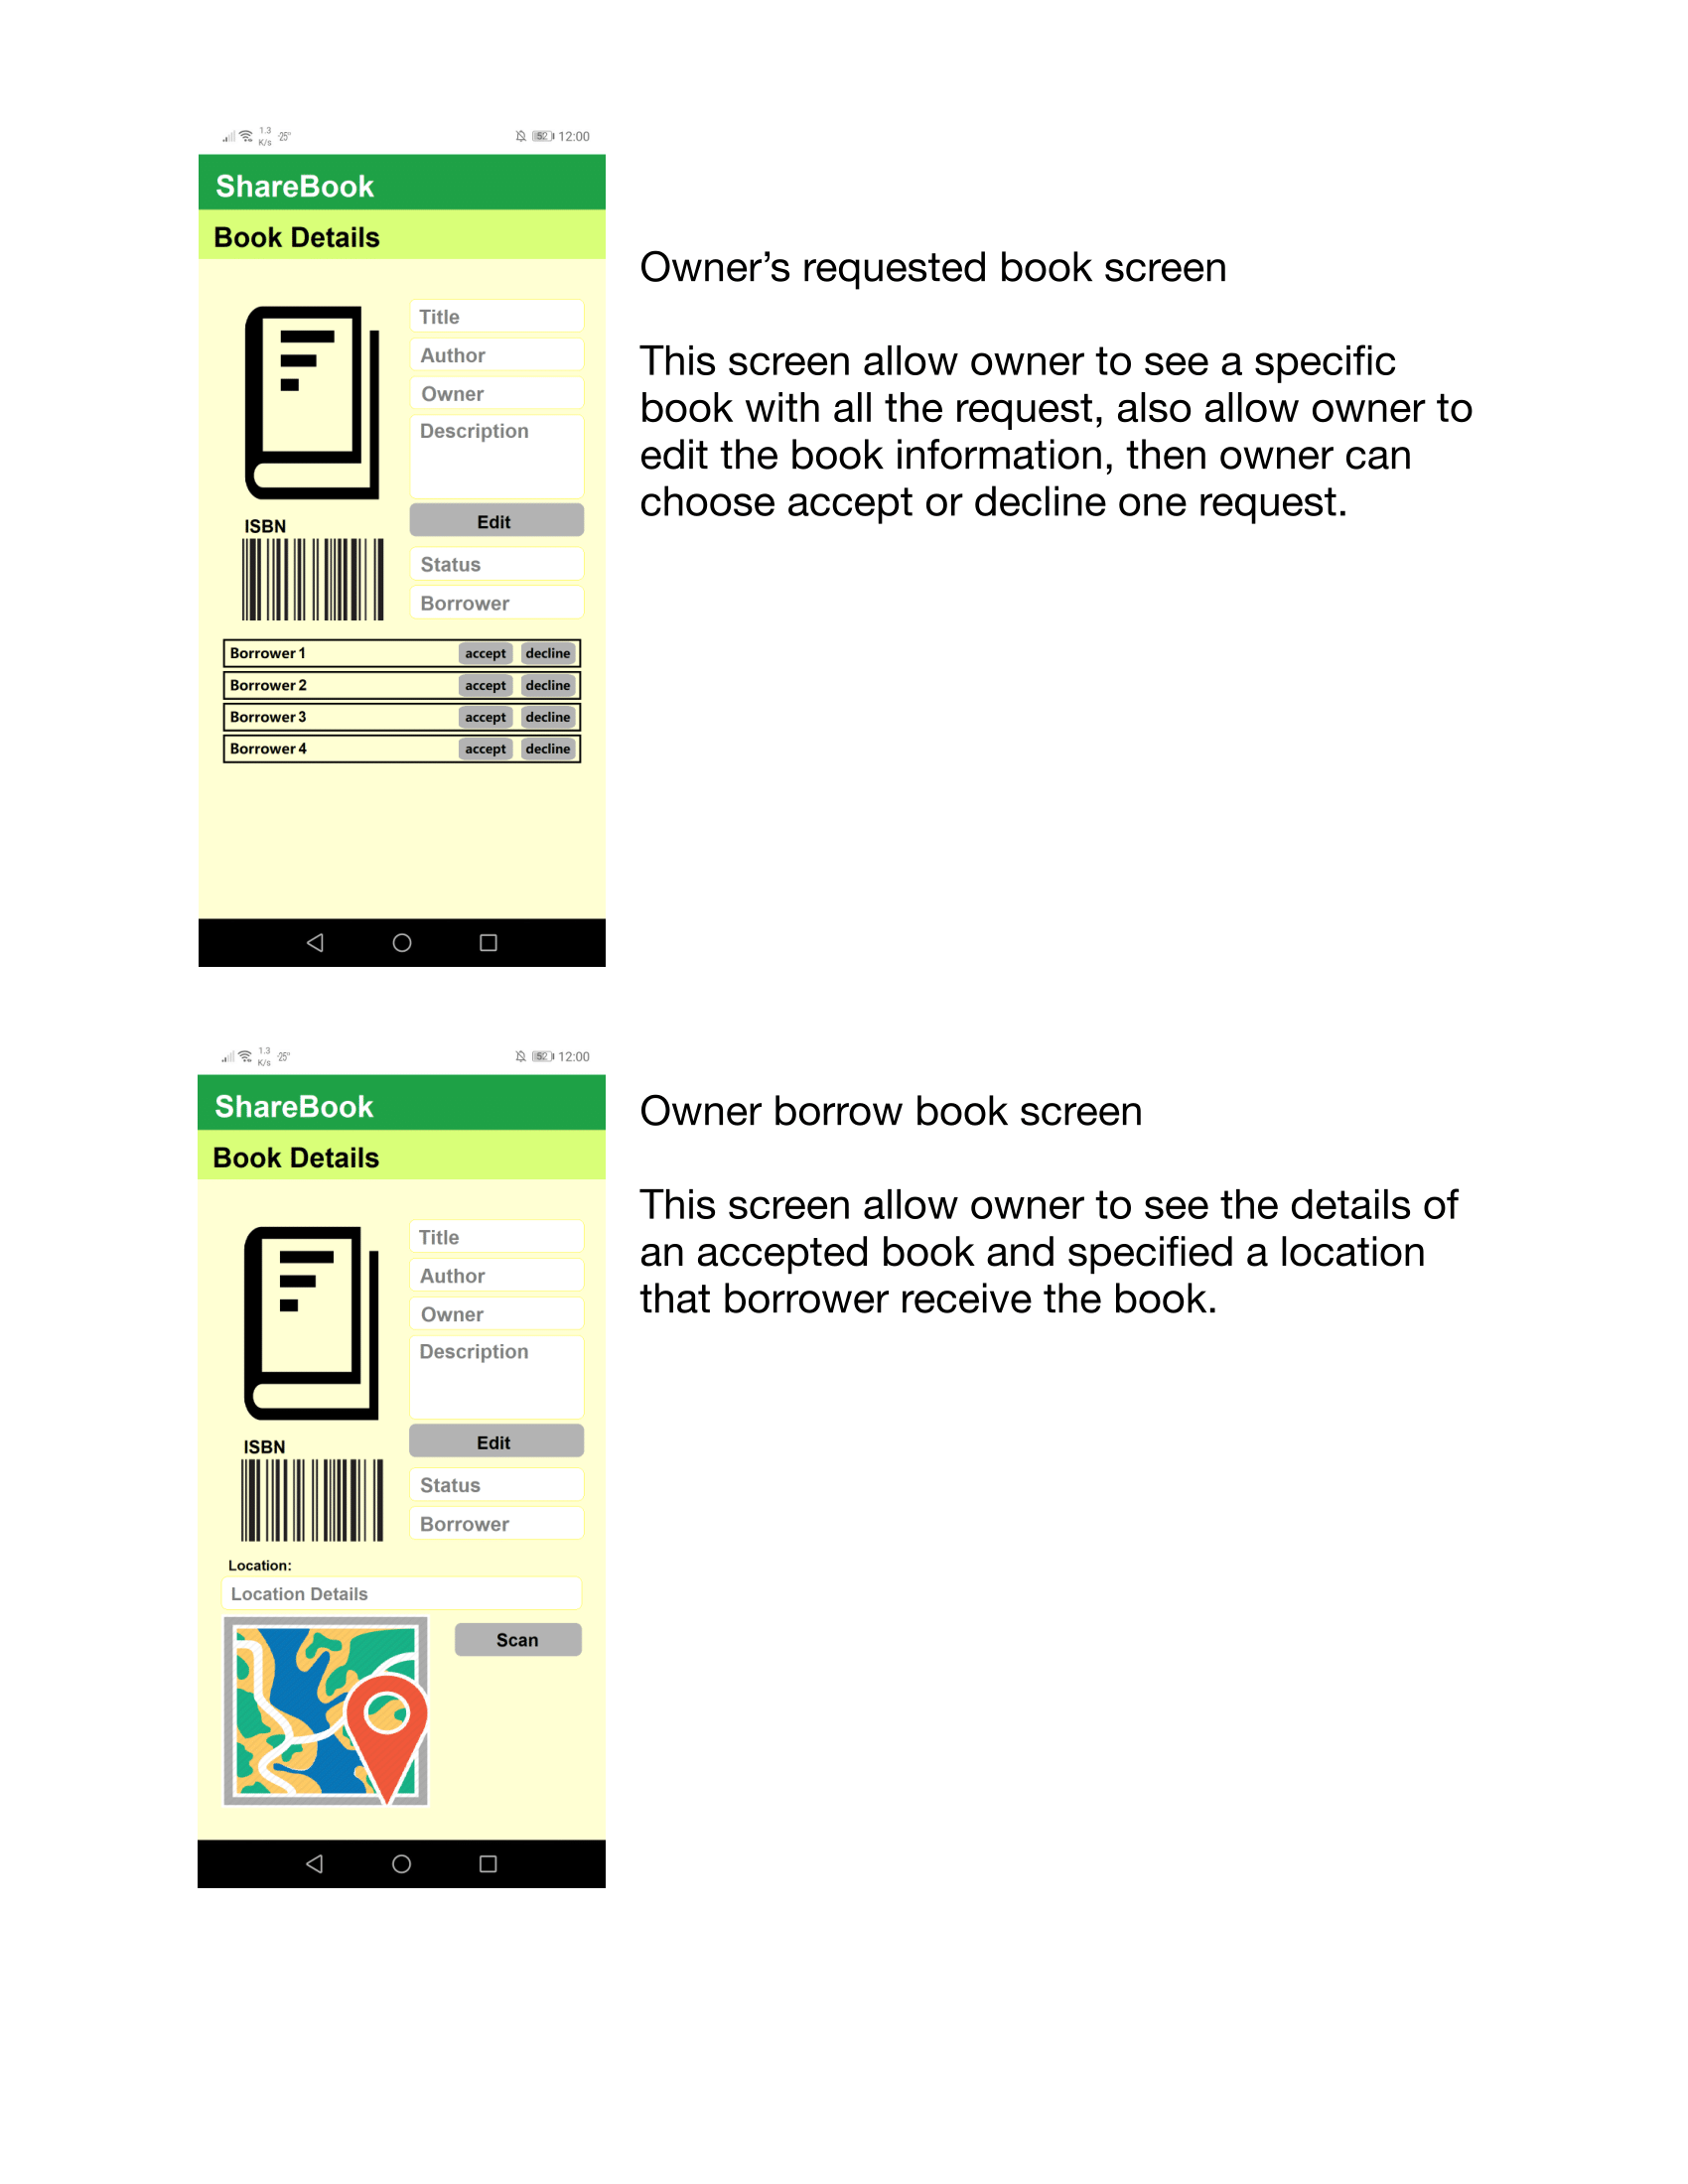 1.3
K/s
-25°
52
12:00
ShareBook
Book Details
Title
Author
Owner
Description
Edit
ISBN
Status
Borrower
Borrower 1 accept decline
Borrower 2 accept decline
Borrower 3 accept decline
Borrower 4 accept decline
Owner’s requested book screen
This screen allow owner to see a specific
book with all the request, also allow owner to
edit the book information, then owner can
choose accept or decline one request.
1.3
K/s
-25°
52
12:00
ShareBook
Book Details
Title
Author
Owner
Description
Edit
ISBN
Status
Borrower
Location:
Location Details
Scan
Owner borrow book screen
This screen allow owner to see the details of
an accepted book and specified a location
that borrower receive the book.